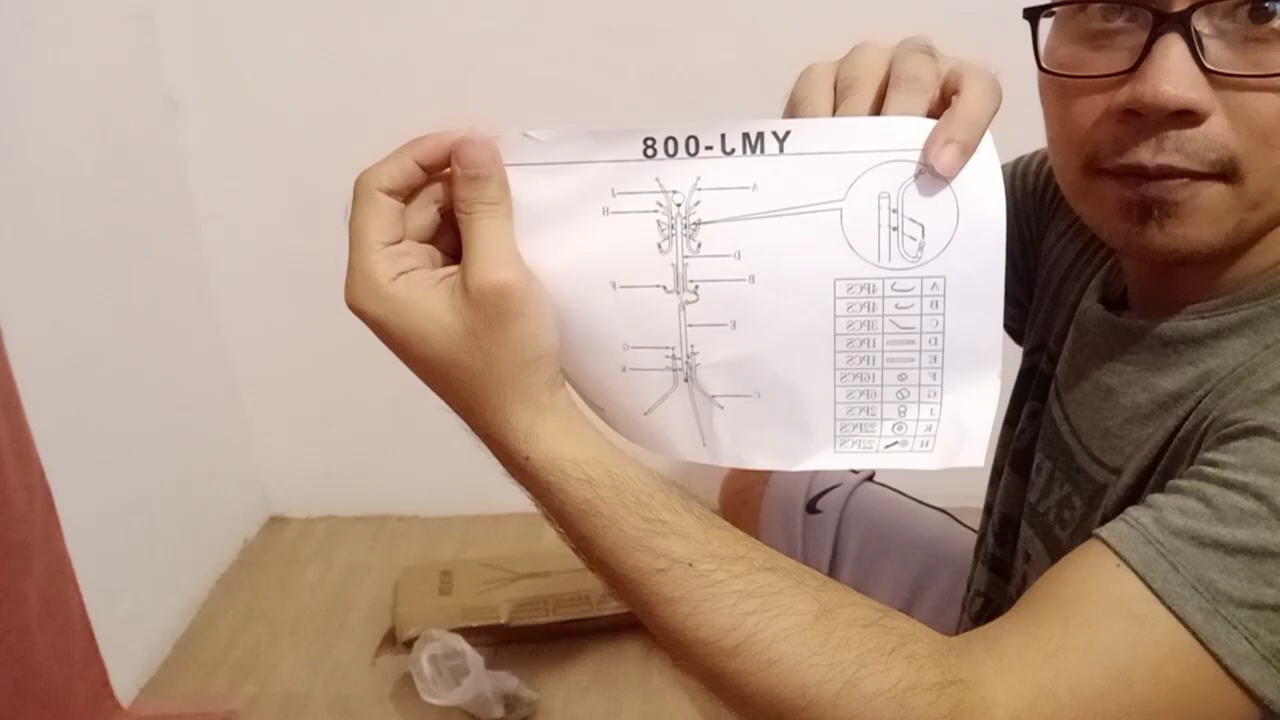 YMJ-008
A J
H
D
B F
E
G
K
C
A 4PCS
B 4PCS
C 3PCS
D 1PCS
E 1PCS
F 16PCS
G 6PCS
J 2PCS
K 22PCS
H 22PCS